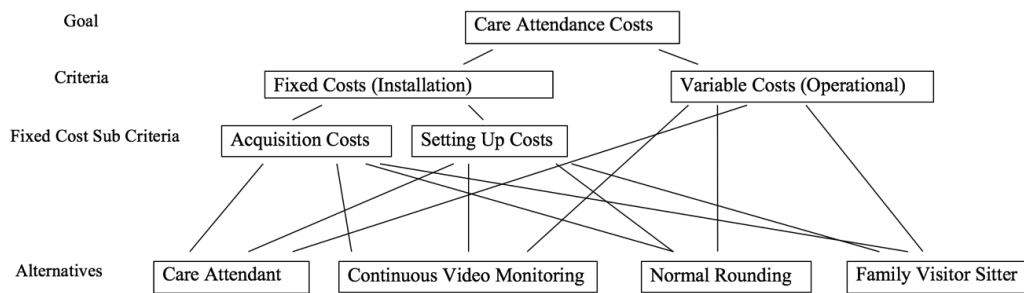 Goal
Care Attendance Costs
Criteria
Fixed Costs (Installation)
Variable Costs (Operational)
Fixed Cost Sub Criteria
Acquisition Costs
Setting Up Costs
Alternatives
Care Attendant
Continuous Video Monitoring
Normal Rounding
Family Visitor Sitter